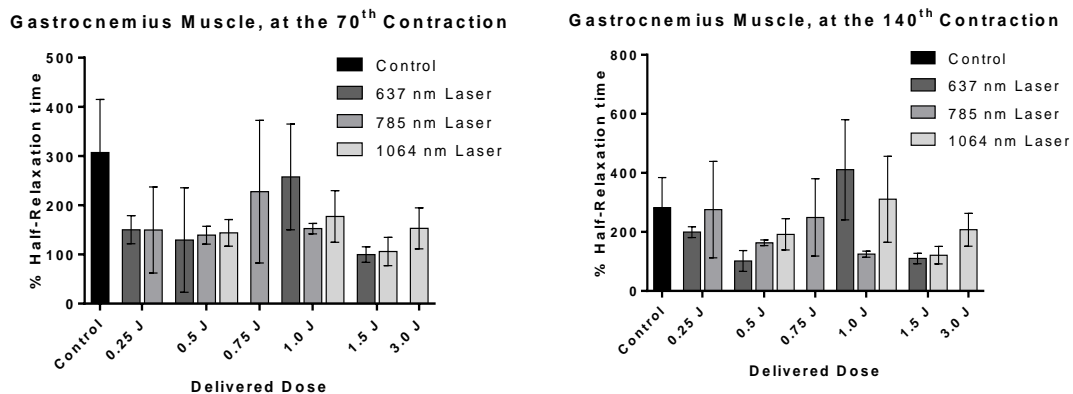 Gastrocnemius Muscle, at the 70th Contraction
% Half-Relaxation time
500
400
300
200
100
0
Control
637 nm Laser
785 nm Laser
1064 nm Laser
Control
0.25 J
0.5 J
0.75 J
1.0 J
1.5 J
3.0 J
Delivered Dose
Gastrocnemius Muscle, at the 140th Contraction
% Half-Relaxation time
800
600
400
200
0
Control
637 nm Laser
785 nm Laser
1064 nm Laser
Control
0.25 J
0.5 J
0.75 J
1.0 J
1.5 J
3.0 J
Delivered Dose